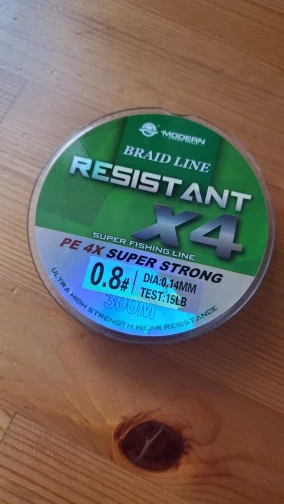 MODERN
BRAID LINE
RESISTANT
X4
SUPER FISHING LINE
PE 4X SUPER STRONG
0.8#
DIA:0.14MM
TEST:15LB
300M
ULTRA HIGH STRENGTH WEAR RESISTANCE